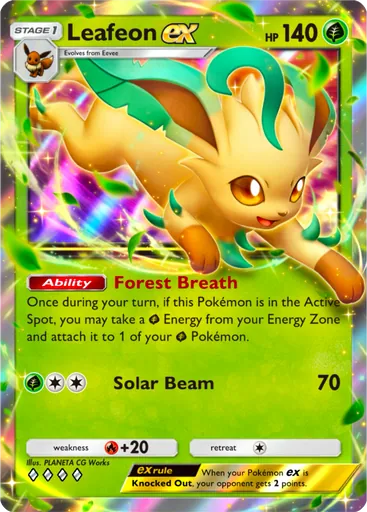 STAGE 1 Leafeon ex HP 140
Evolves from Eevee
Ability Forest Breath
Once during your turn, if this Pokémon is in the Active
Spot, you may take a Energy from your Energy Zone
and attach it to 1 of your Pokémon.
Solar Beam 70
weakness +20 retreat
Illus. PLANETA CG Works
ex rule When your Pokémon ex is
Knocked Out, your opponent gets 2 points.